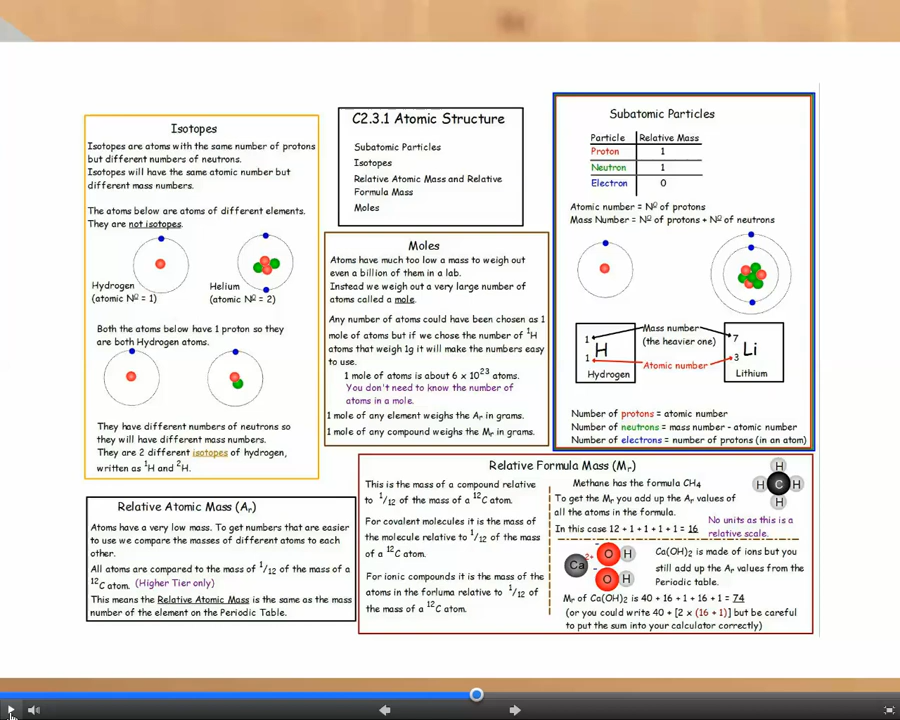 C2.3.1 Atomic Structure
Subatomic Particles
Isotopes
Relative Atomic Mass and Relative
Formula Mass
Moles
Isotopes
Isotopes are atoms with the same number of protons
but different numbers of neutrons.
Isotopes will have the same atomic number but
different mass numbers.
The atoms below are atoms of different elements.
They are not isotopes.
Hydrogen
(atomic Nº = 1)
Helium
(atomic Nº = 2)
Both the atoms below have 1 proton so they
are both Hydrogen atoms.
They have different numbers of neutrons so
they will have different mass numbers.
They are 2 different isotopes of hydrogen,
written as ¹H and ²H.
Moles
Atoms have much too low a mass to weigh out
even a billion of them in a lab.
Instead we weigh out a very large number of
atoms called a mole.
Any number of atoms could have been chosen as 1
mole of atoms but if we chose the number of ¹H
atoms that weigh 1g it will make the numbers easy
to use.
1 mole of atoms is about 6 x 10²³ atoms.
You don't need to know the number of
atoms in a mole.
1 mole of any element weighs the Aᵣ in grams.
1 mole of any compound weighs the Mᵣ in grams.
Subatomic Particles
Particle Relative Mass
Proton 1
Neutron 1
Electron 0
Atomic number = Nº of protons
Mass Number = Nº of protons + Nº of neutrons
1
H
1
Hydrogen
Mass number
(the heavier one)
Atomic number
7
Li
3
Lithium
Number of protons = atomic number
Number of neutrons = mass number - atomic number
Number of electrons = number of protons (in an atom)
Relative Atomic Mass (Aᵣ)
Atoms have a very low mass. To get numbers that are easier
to use we compare the masses of different atoms to each
other.
All atoms are compared to the mass of ¹/₁₂ of the mass of a
¹²C atom. (Higher Tier only)
This means the Relative Atomic Mass is the same as the mass
number of the element on the Periodic Table.
Relative Formula Mass (Mᵣ)
This is the mass of a compound relative
to ¹/₁₂ of the mass of a ¹²C atom.
For covalent molecules it is the mass of
the molecule relative to ¹/₁₂ of the mass
of a ¹²C atom.
For ionic compounds it is the mass of the
atoms in the forluma relative to ¹/₁₂ of
the mass of a ¹²C atom.
Methane has the formula CH₄
To get the Mᵣ you add up the Aᵣ values of
all the atoms in the formula.
In this case 12 + 1 + 1 + 1 + 1 = 16
No units as this is a
relative scale.
H
H C H
H
Ca 2+ O H
O H
Ca(OH)₂ is made of ions but you
still add up the Aᵣ values from the
Periodic table.
Mᵣ of Ca(OH)₂ is 40 + 16 + 1 + 16 + 1 = 74
(or you could write 40 + [2 x (16 + 1)] but be careful
to put the sum into your calculator correctly)